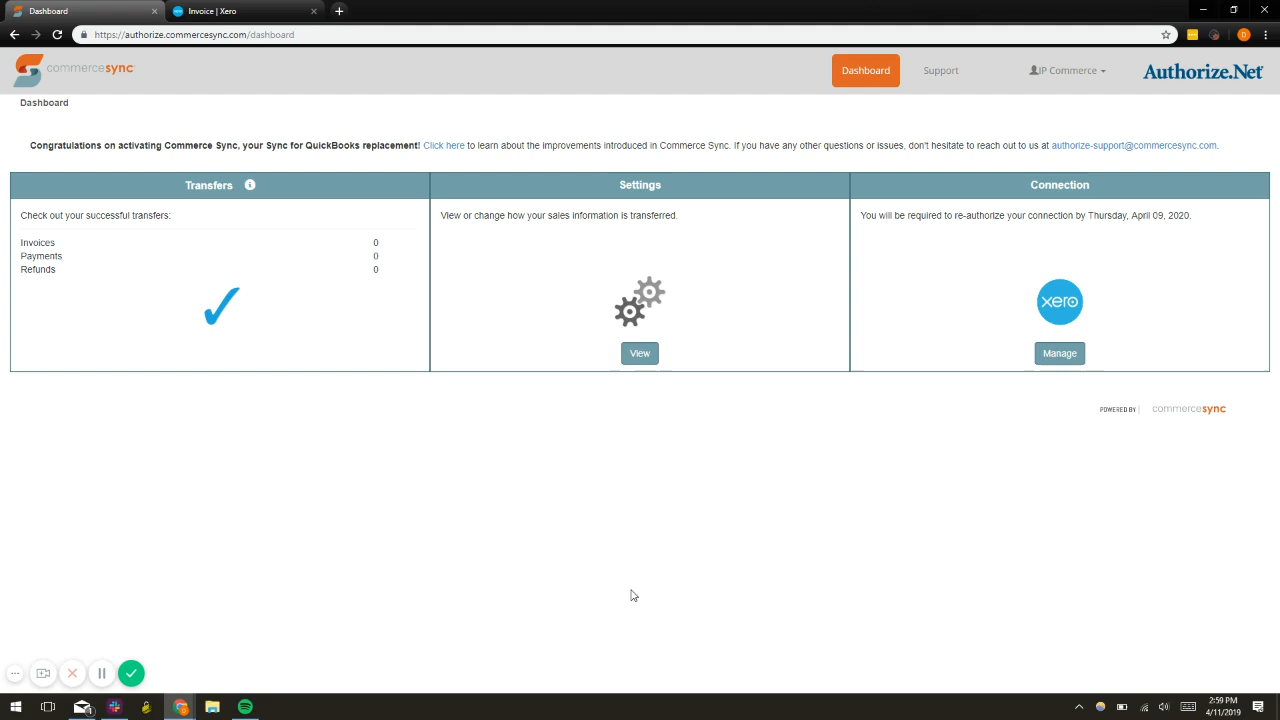 Dashboard
Invoice | Xero
https://authorize.commercesync.com/dashboard
commercesync
Dashboard
Support
IP Commerce
Authorize.Net
Dashboard
Congratulations on activating Commerce Sync, your Sync for QuickBooks replacement! Click here to learn about the improvements introduced in Commerce Sync. If you have any other questions or issues, don't hesitate to reach out to us at authorize-support@commercesync.com.
Transfers
Settings
Connection
Check out your successful transfers:
View or change how your sales information is transferred.
You will be required to re-authorize your connection by Thursday, April 09, 2020.
Invoices 0
Payments 0
Refunds 0
xero
View
Manage
POWERED BY | commercesync
2:59 PM
4/11/2019